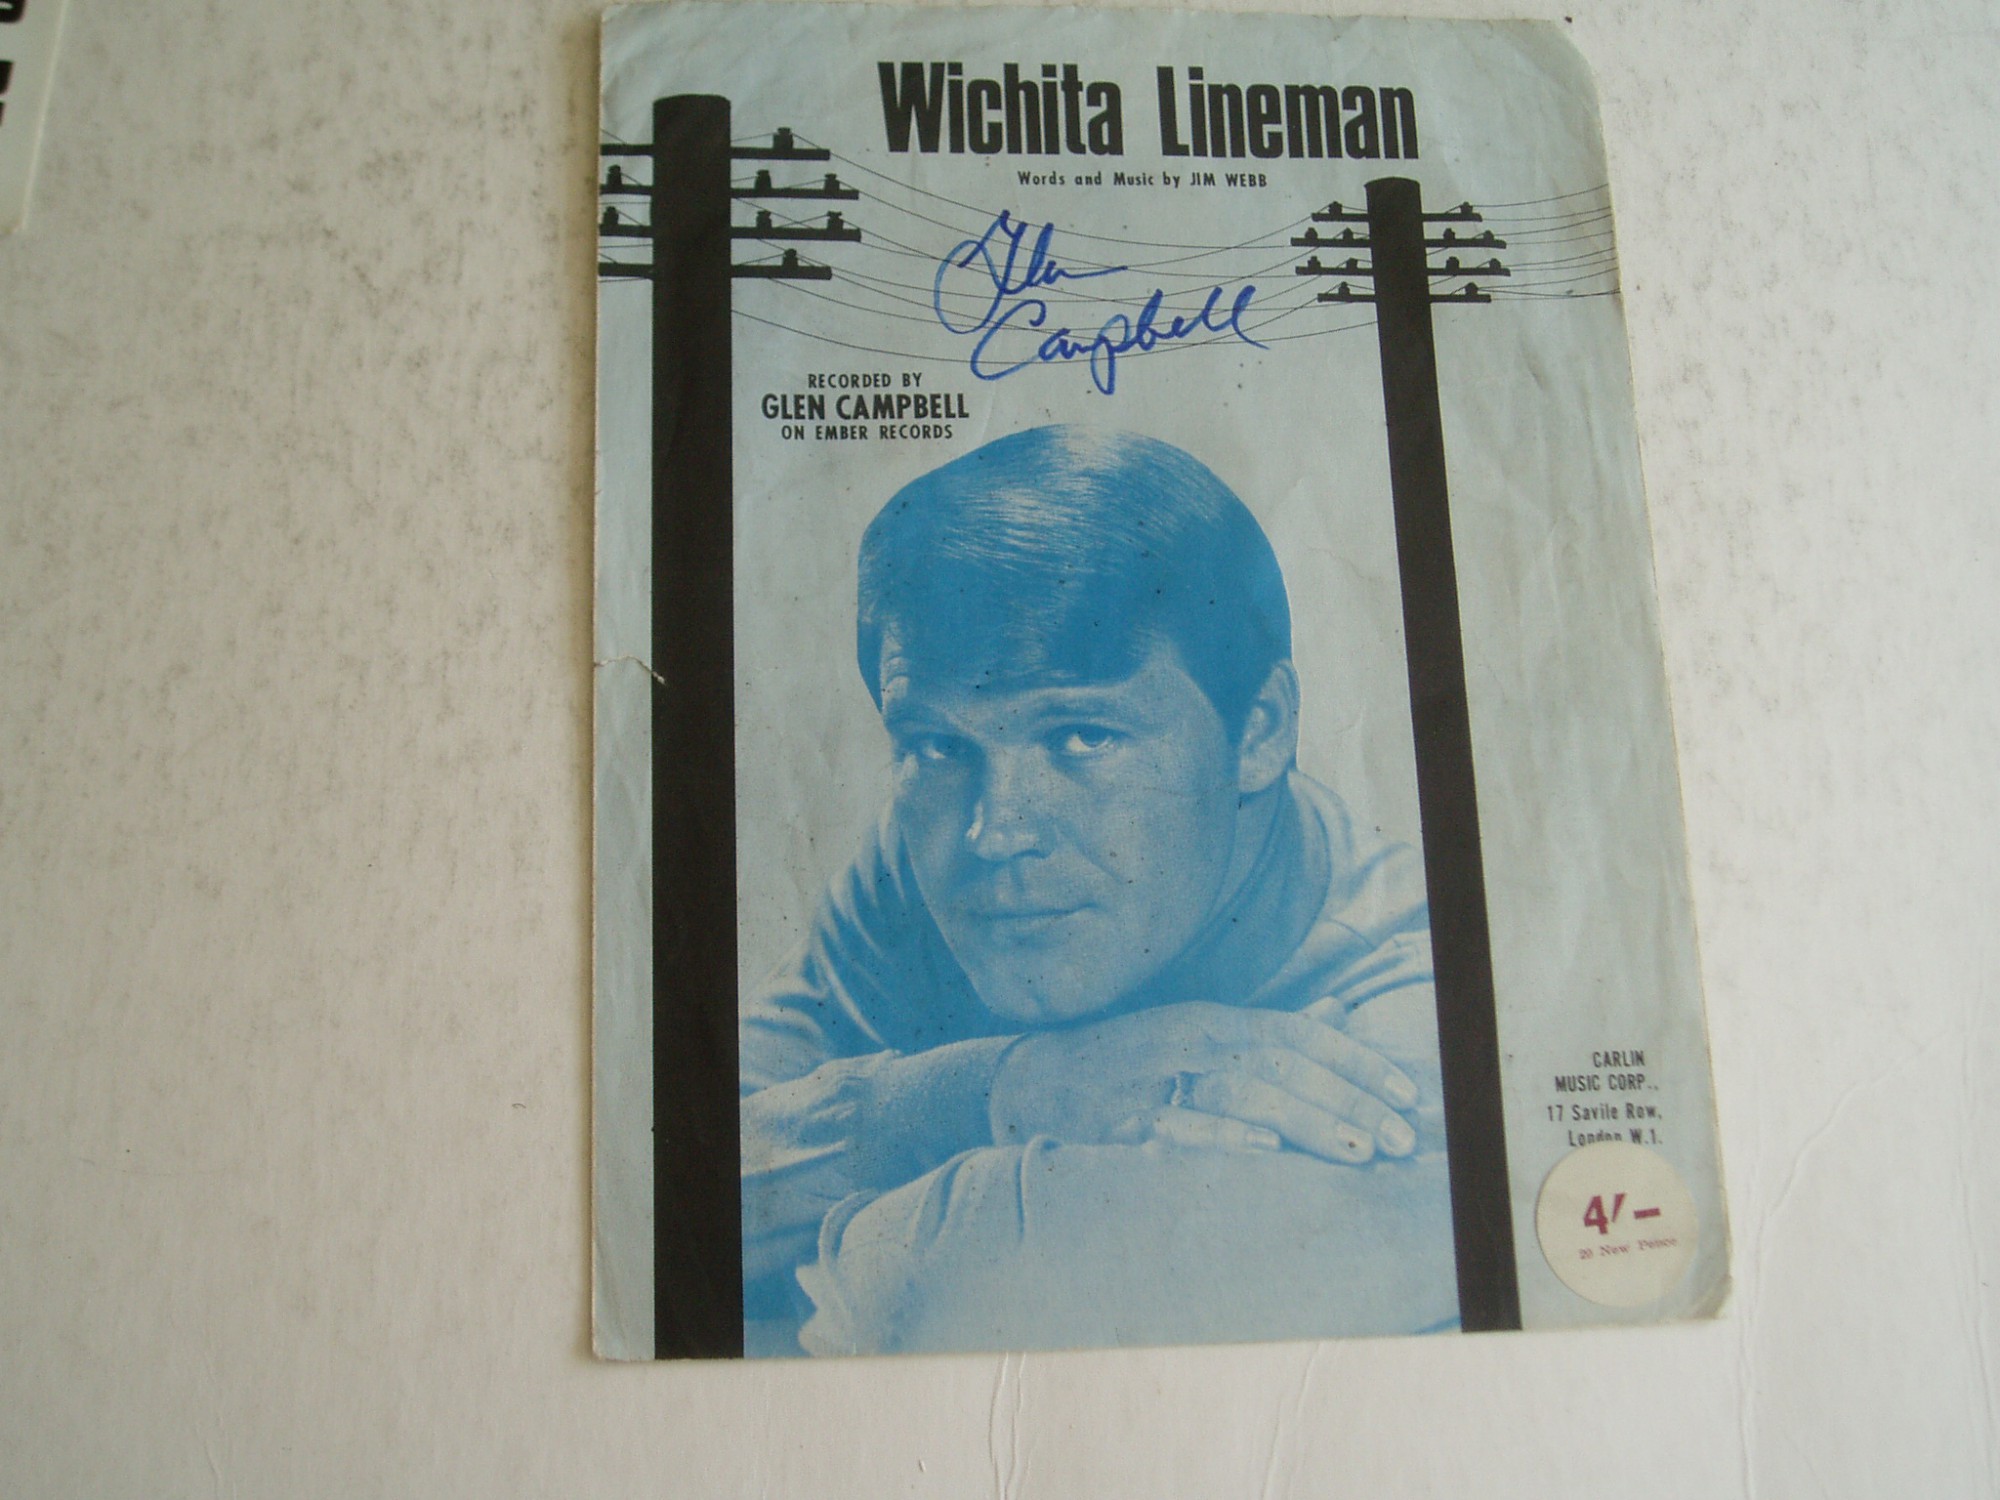 Wichita Lineman
Words and Music by JIM WEBB
Glen
Campbell
RECORDED BY
GLEN CAMPBELL
ON EMBER RECORDS
CARLIN
MUSIC CORP.,
17 Savile Row,
London W.1.
4/-
20 New Pence